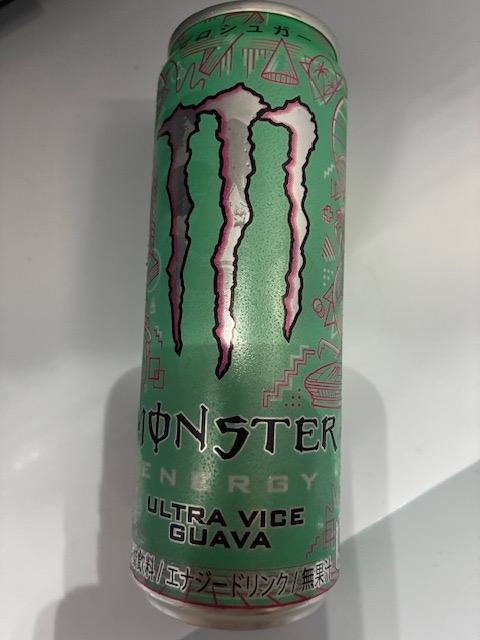 ロシュガー
MONSTER
ENERGY
ULTRA VICE
GUAVA
飲料 / エナジードリンク / 無果汁